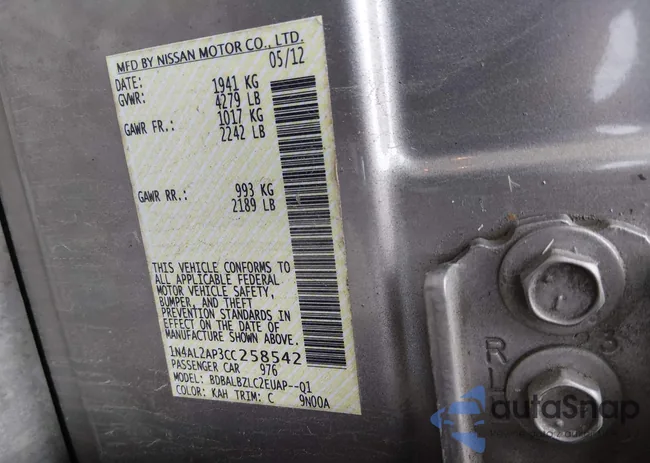 MFD BY NISSAN MOTOR CO., LTD.
DATE: 05/12
GVWR: 1941 KG
4279 LB
GAWR FR.: 1017 KG
2242 LB
GAWR RR.: 993 KG
2189 LB
THIS VEHICLE CONFORMS TO
ALL APPLICABLE FEDERAL
MOTOR VEHICLE SAFETY,
BUMPER, AND THEFT
PREVENTION STANDARDS IN
EFFECT ON THE DATE OF
MANUFACTURE SHOWN ABOVE.
1N4AL2AP3CC258542
PASSENGER CAR 976
MODEL: BDBALBZLC2EUAP--Q1
COLOR: KAH TRIM: C 9N00A
R
autoSnap